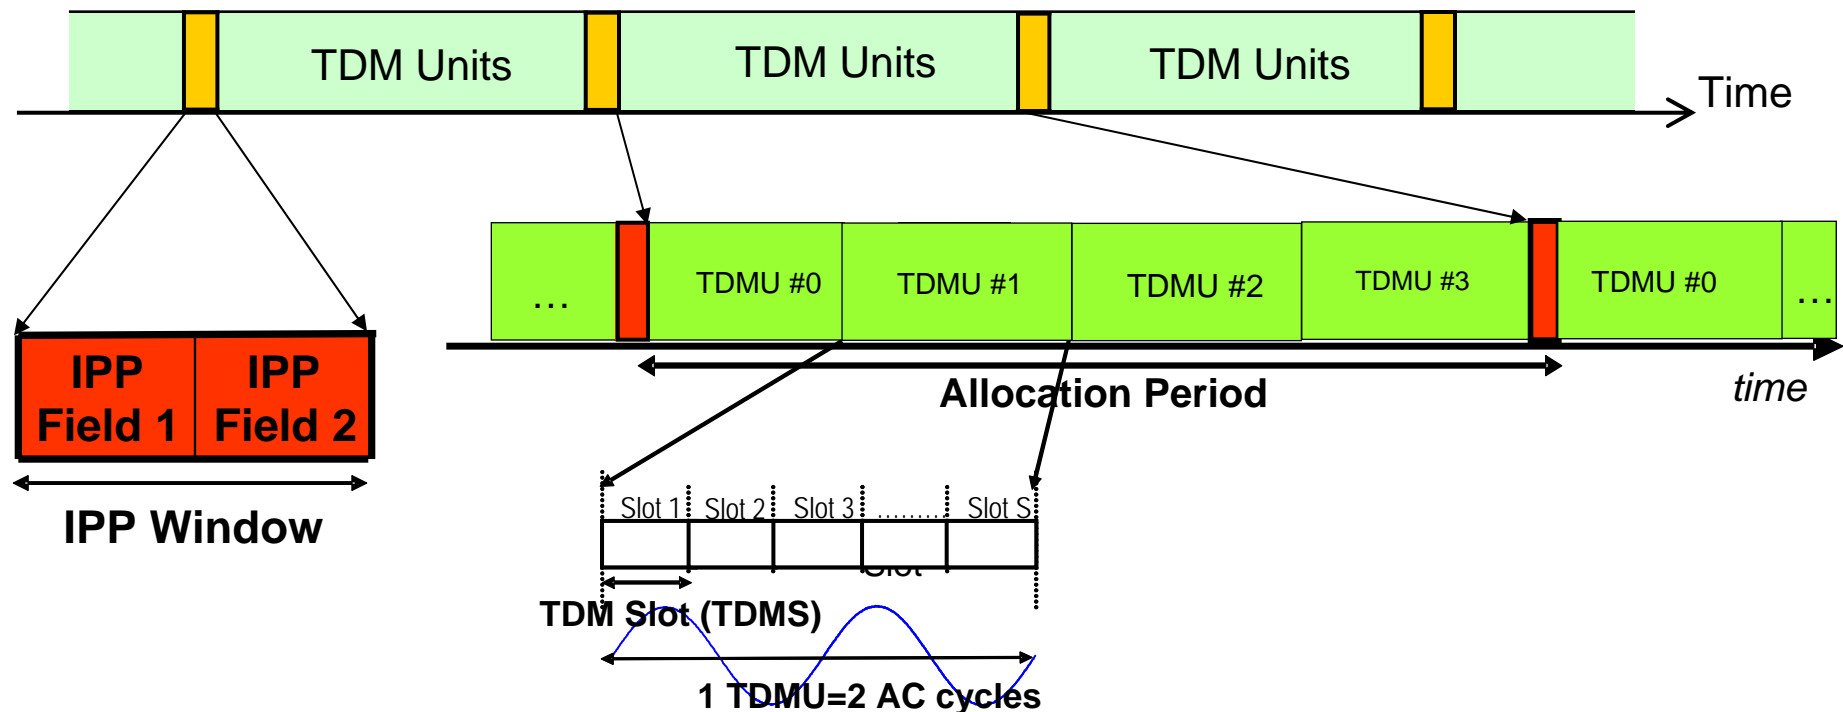 TDM Units
TDM Units
TDM Units
Time
... TDMU #0 TDMU #1 TDMU #2 TDMU #3 TDMU #0 ...
Allocation Period
time
IPP
Field 1
IPP
Field 2
IPP Window
Slot 1 Slot 2 Slot 3 ......... Slot S
Slot
TDM Slot (TDMS)
1 TDMU=2 AC cycles